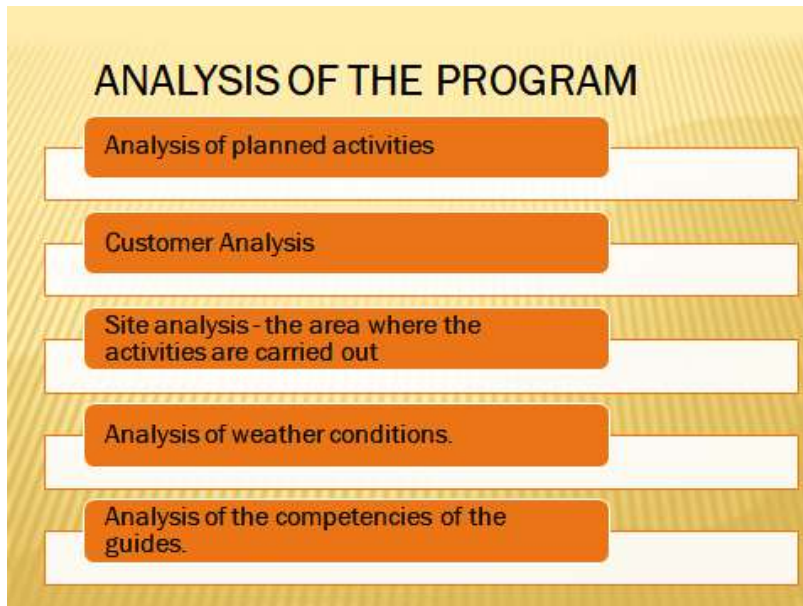 ANALYSIS OF THE PROGRAM
Analysis of planned activities
Customer Analysis
Site analysis - the area where the
activities are carried out
Analysis of weather conditions.
Analysis of the competencies of the
guides.